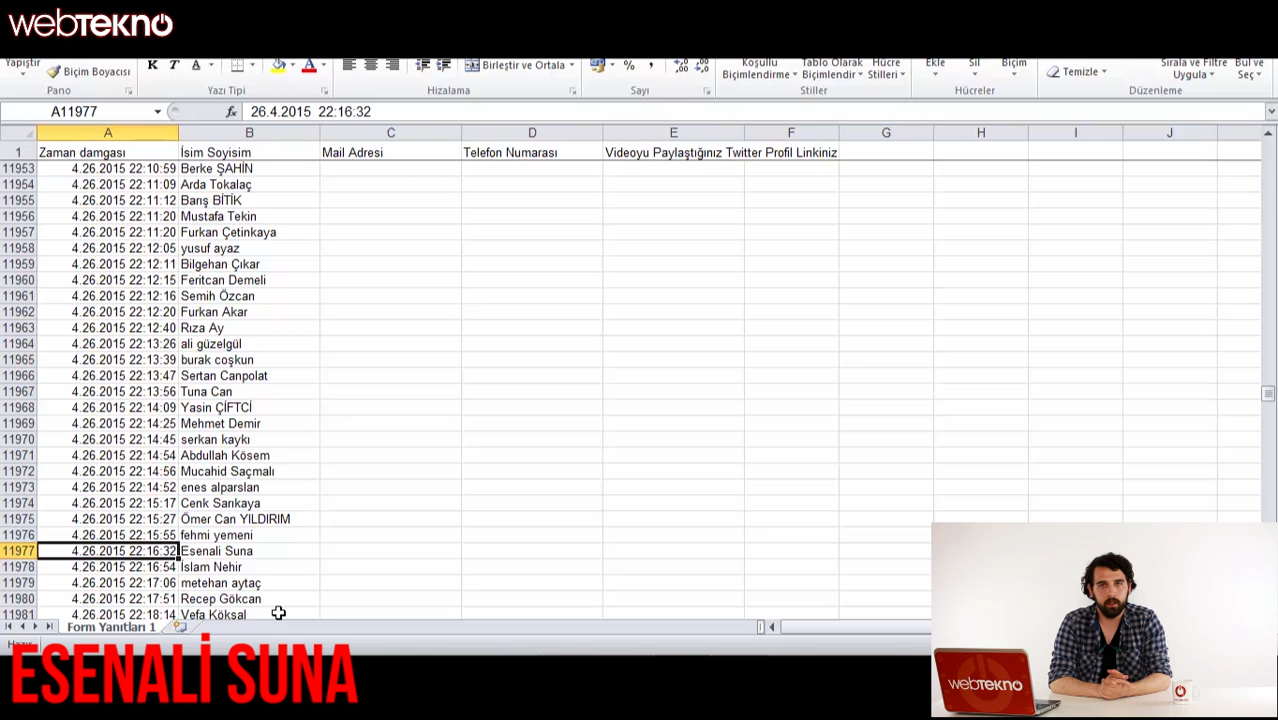 webtekno
Yapıştır
Biçim Boyacısı
K T A A
Birleştir ve Ortala
%
Koşullu Biçimlendirme
Tablo Olarak Biçimlendir
Hücre Stilleri
Ekle
Sil
Biçim
Temizle
Sırala ve Filtre Uygula
Bul ve Seç
Pano Yazı Tipi Hizalama Sayı Stiller Hücreler Düzenleme
A11977 fx 26.4.2015 22:16:32
A B C D E F G H I J
1 Zaman damgası İsim Soyisim Mail Adresi Telefon Numarası Videoyu Paylaştığınız Twitter Profil Linkiniz
11953 4.26.2015 22:10:59 Berke ŞAHİN
11954 4.26.2015 22:11:09 Arda Tokalaç
11955 4.26.2015 22:11:12 Barış BİTİK
11956 4.26.2015 22:11:20 Mustafa Tekin
11957 4.26.2015 22:11:20 Furkan Çetinkaya
11958 4.26.2015 22:12:05 yusuf ayaz
11959 4.26.2015 22:12:11 Bilgehan Çıkar
11960 4.26.2015 22:12:15 Feritcan Demeli
11961 4.26.2015 22:12:16 Semih Özcan
11962 4.26.2015 22:12:20 Furkan Akar
11963 4.26.2015 22:12:40 Rıza Ay
11964 4.26.2015 22:13:26 ali güzelgül
11965 4.26.2015 22:13:39 burak coşkun
11966 4.26.2015 22:13:47 Sertan Canpolat
11967 4.26.2015 22:13:56 Tuna Can
11968 4.26.2015 22:14:09 Yasin ÇİFTCİ
11969 4.26.2015 22:14:25 Mehmet Demir
11970 4.26.2015 22:14:45 serkan kaykı
11971 4.26.2015 22:14:54 Abdullah Kösem
11972 4.26.2015 22:14:56 Mucahid Saçmalı
11973 4.26.2015 22:14:52 enes alparslan
11974 4.26.2015 22:15:17 Cenk Sarıkaya
11975 4.26.2015 22:15:27 Ömer Can YILDIRIM
11976 4.26.2015 22:15:55 fehmi yemeni
11977 4.26.2015 22:16:32 Esenali Suna
11978 4.26.2015 22:16:54 İslam Nehir
11979 4.26.2015 22:17:06 metehan aytaç
11980 4.26.2015 22:17:51 Recep Gökcan
11981 4.26.2015 22:18:14 Vefa Köksal
Form Yanıtları 1
ESENALİ SUNA
webtekno